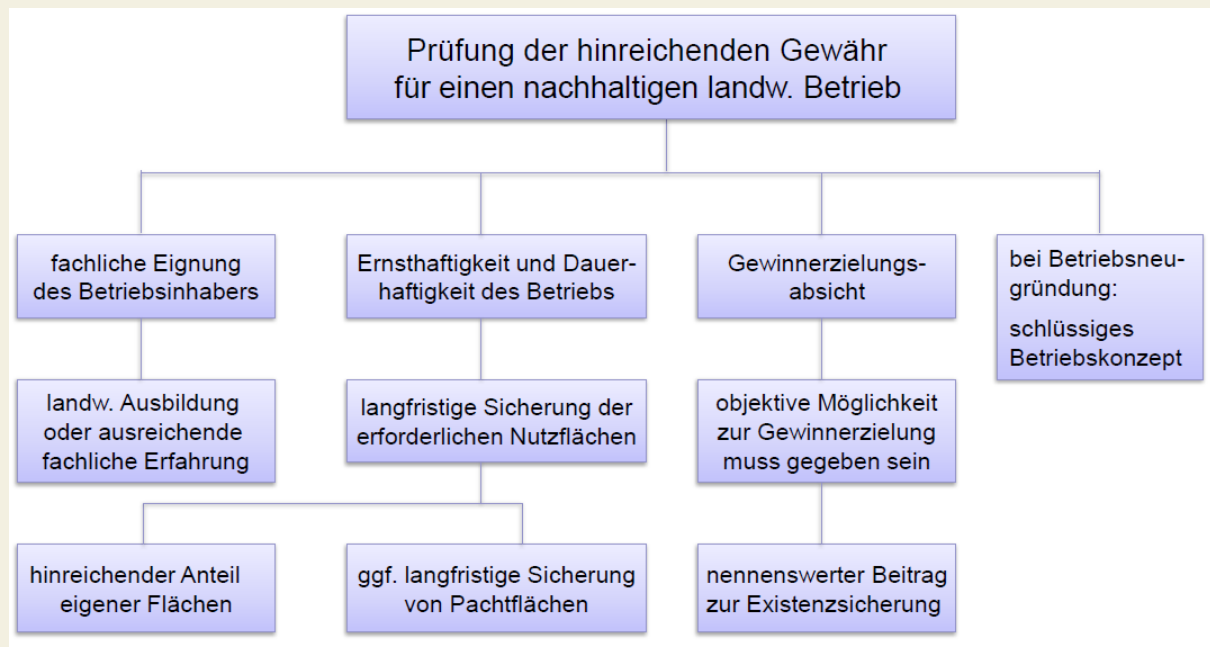 Prüfung der hinreichenden Gewähr
für einen nachhaltigen landw. Betrieb
fachliche Eignung
des Betriebsinhabers
Ernsthaftigkeit und Dauer-
haftigkeit des Betriebs
Gewinnerzielungs-
absicht
bei Betriebsneu-
gründung:
schlüssiges
Betriebskonzept
landw. Ausbildung
oder ausreichende
fachliche Erfahrung
langfristige Sicherung der
erforderlichen Nutzflächen
objektive Möglichkeit
zur Gewinnerzielung
muss gegeben sein
hinreichender Anteil
eigener Flächen
ggf. langfristige Sicherung
von Pachtflächen
nennenswerter Beitrag
zur Existenzsicherung